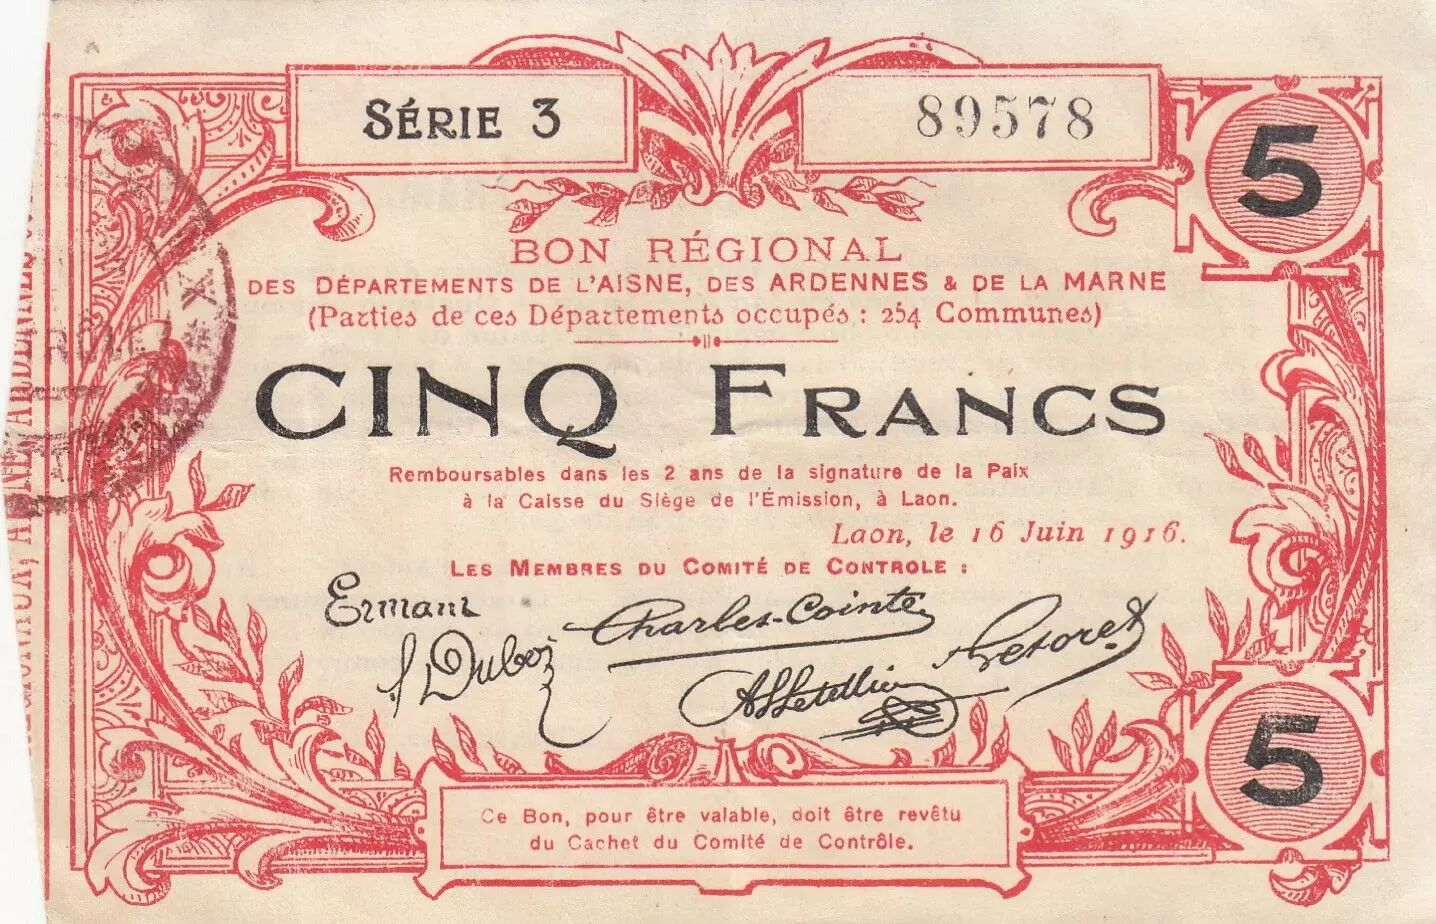 SÉRIE 3
89578
5
BON RÉGIONAL
DES DÉPARTEMENTS DE L'AISNE, DES ARDENNES & DE LA MARNE
(Parties de ces Départements occupés : 254 Communes)
CINQ FRANCS
Remboursables dans les 2 ans de la signature de la Paix
à la Caisse du Siège de l'Émission, à Laon.
Laon, le 16 Juin 1916.
LES MEMBRES DU COMITÉ DE CONTROLE :
Ermant
Charles-Cointe
5
Ce Bon, pour être valable, doit être revêtu
du Cachet du Comité de Contrôle.